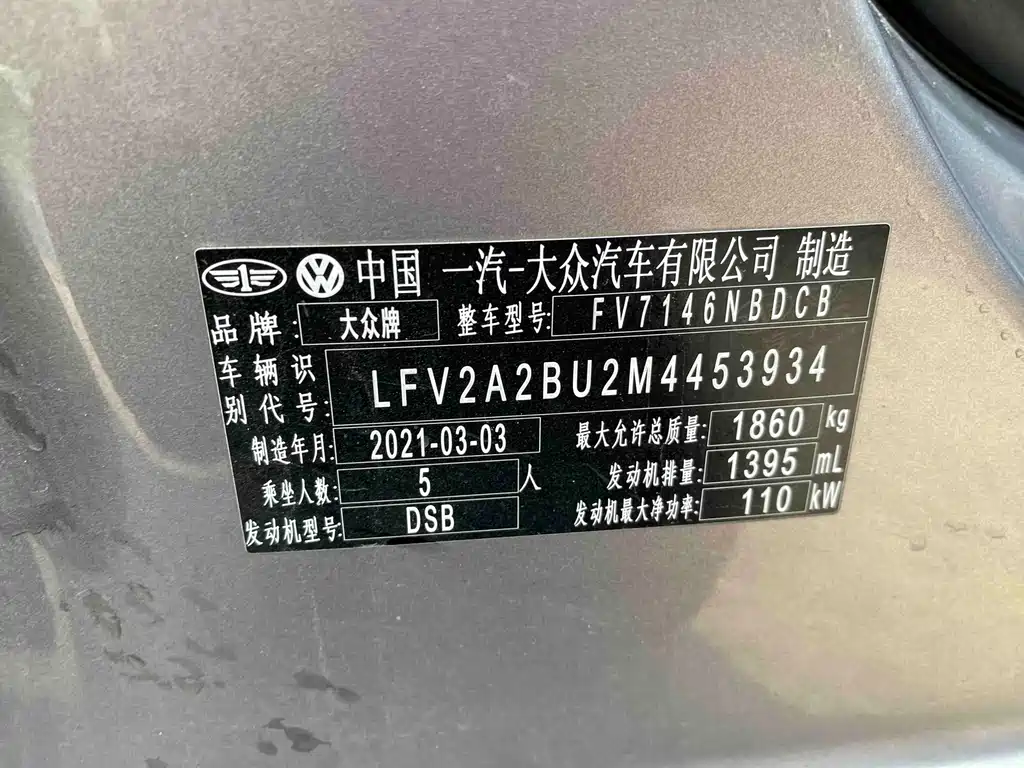 中国 一汽-大众汽车有限公司 制造
品牌: 大众牌 整车型号: FV7146NBDCB
车辆识别代号: LFV2A2BU2M4453934
制造年月: 2021-03-03 最大允许总质量: 1860 kg
乘坐人数: 5 人 发动机排量: 1395 mL
发动机型号: DSB 发动机最大净功率: 110 kW